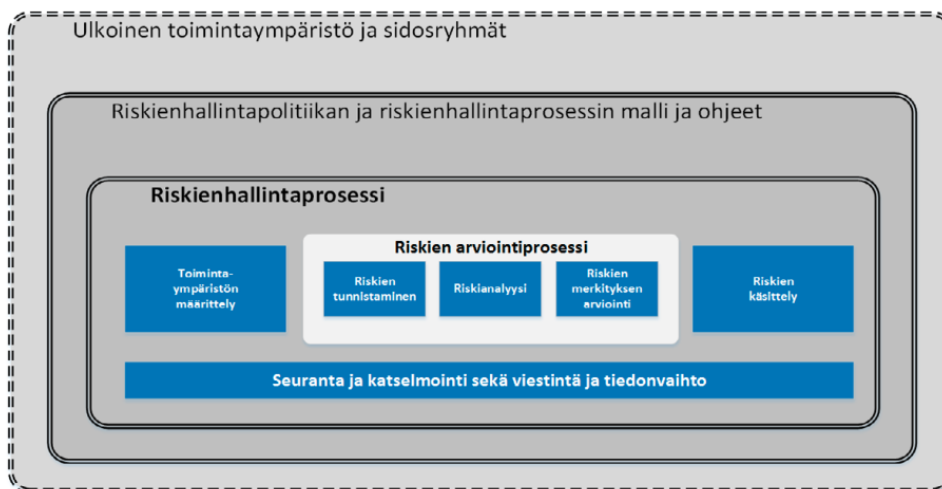 Ulkoinen toimintaympäristö ja sidosryhmät
Riskienhallintapolitiikan ja riskienhallintaprosessin malli ja ohjeet
Riskienhallintaprosessi
Toiminta-
ympäristön
määrittely
Riskien arviointiprosessi
Riskien
tunnistaminen
Riskianalyysi
Riskien
merkityksen
arviointi
Riskien
käsittely
Seuranta ja katselmointi sekä viestintä ja tiedonvaihto